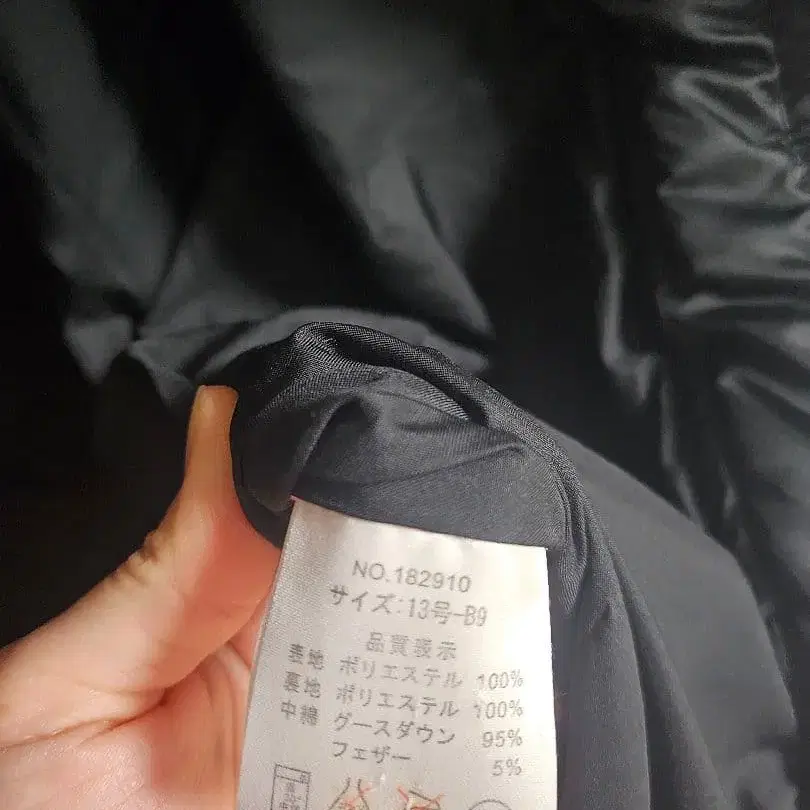 NO.182910
サイズ:13号-B9
品質表示
表地 ポリエステル 100%
裏地 ポリエステル 100%
中綿 グースダウン 95%
フェザー 5%